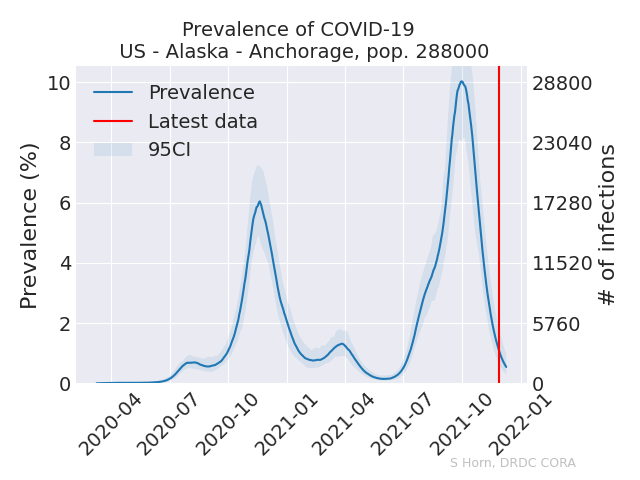 Prevalence of COVID-19
US - Alaska - Anchorage, pop. 288000
Prevalence
Latest data
95CI
Prevalence (%)
10
8
6
4
2
0
28800
23040
17280
11520
5760
0
# of infections
2020-04
2020-07
2020-10
2021-01
2021-04
2021-07
2021-10
2022-01
S Horn, DRDC CORA